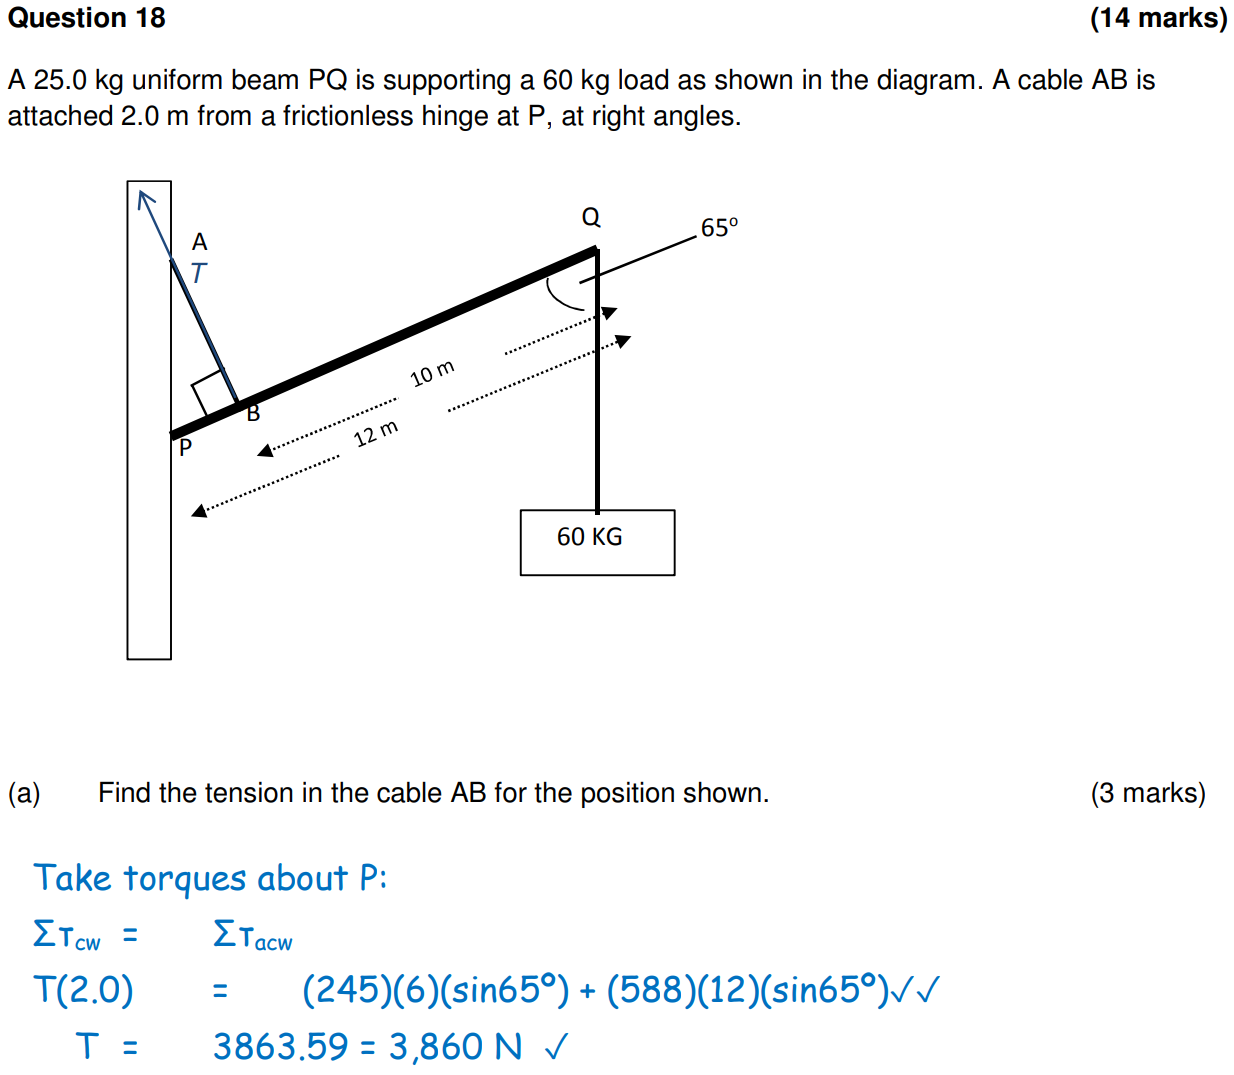 Question 18 (14 marks)
A 25.0 kg uniform beam PQ is supporting a 60 kg load as shown in the diagram. A cable AB is
attached 2.0 m from a frictionless hinge at P, at right angles.
Q
65º
A
T
10 m
B
12 m
P
60 KG
(a) Find the tension in the cable AB for the position shown. (3 marks)
Take torques about P:
Στcw = Στacw
T(2.0) = (245)(6)(sin65º) + (588)(12)(sin65º)✓✓
T = 3863.59 = 3,860 N ✓